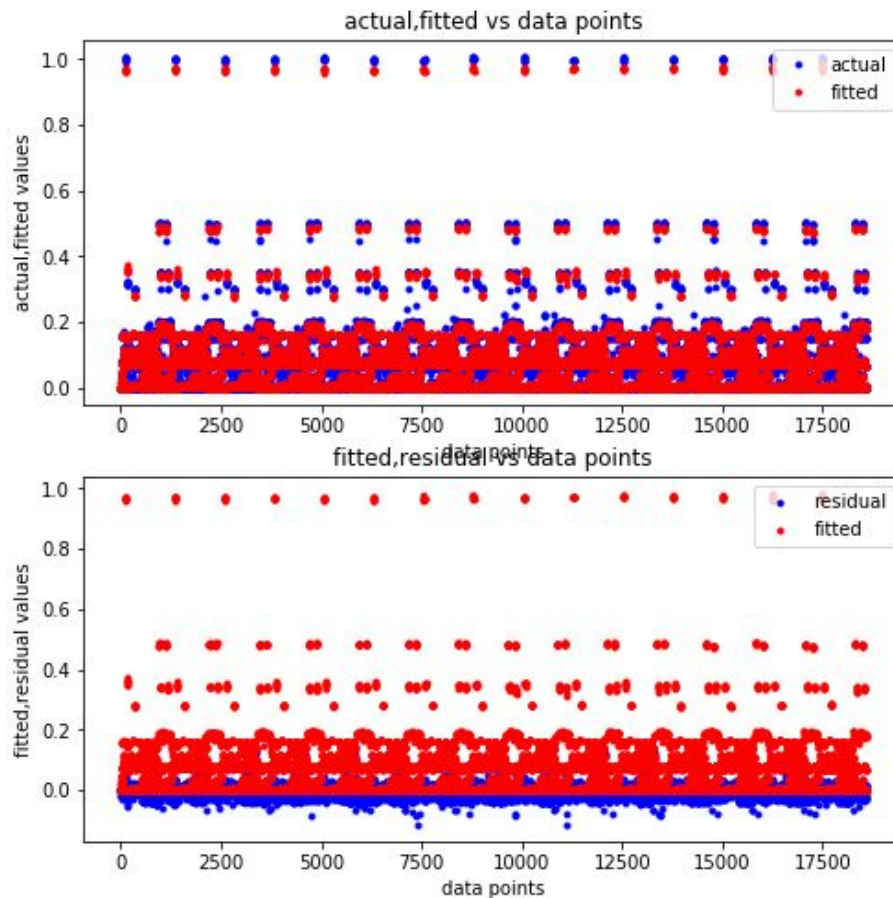 actual,fitted vs data points
1.0
0.8
0.6
0.4
0.2
0.0
actual,fitted values
actual
fitted
0 2500 5000 7500 10000 12500 15000 17500
data points
fitted,residual vs data points
1.0
0.8
0.6
0.4
0.2
0.0
fitted,residual values
residual
fitted
0 2500 5000 7500 10000 12500 15000 17500
data points